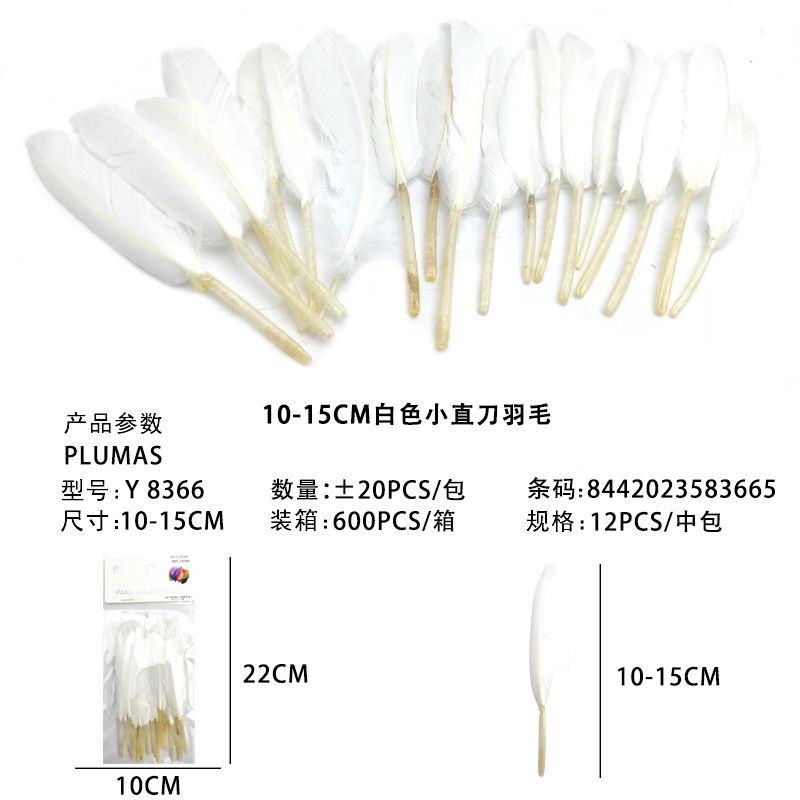 10-15CM白色小直刀羽毛
产品参数
PLUMAS
型号:Y 8366 数量:±20PCS/包 条码:8442023583665
尺寸:10-15CM 装箱:600PCS/箱 规格:12PCS/中包
22CM
10-15CM
10CM